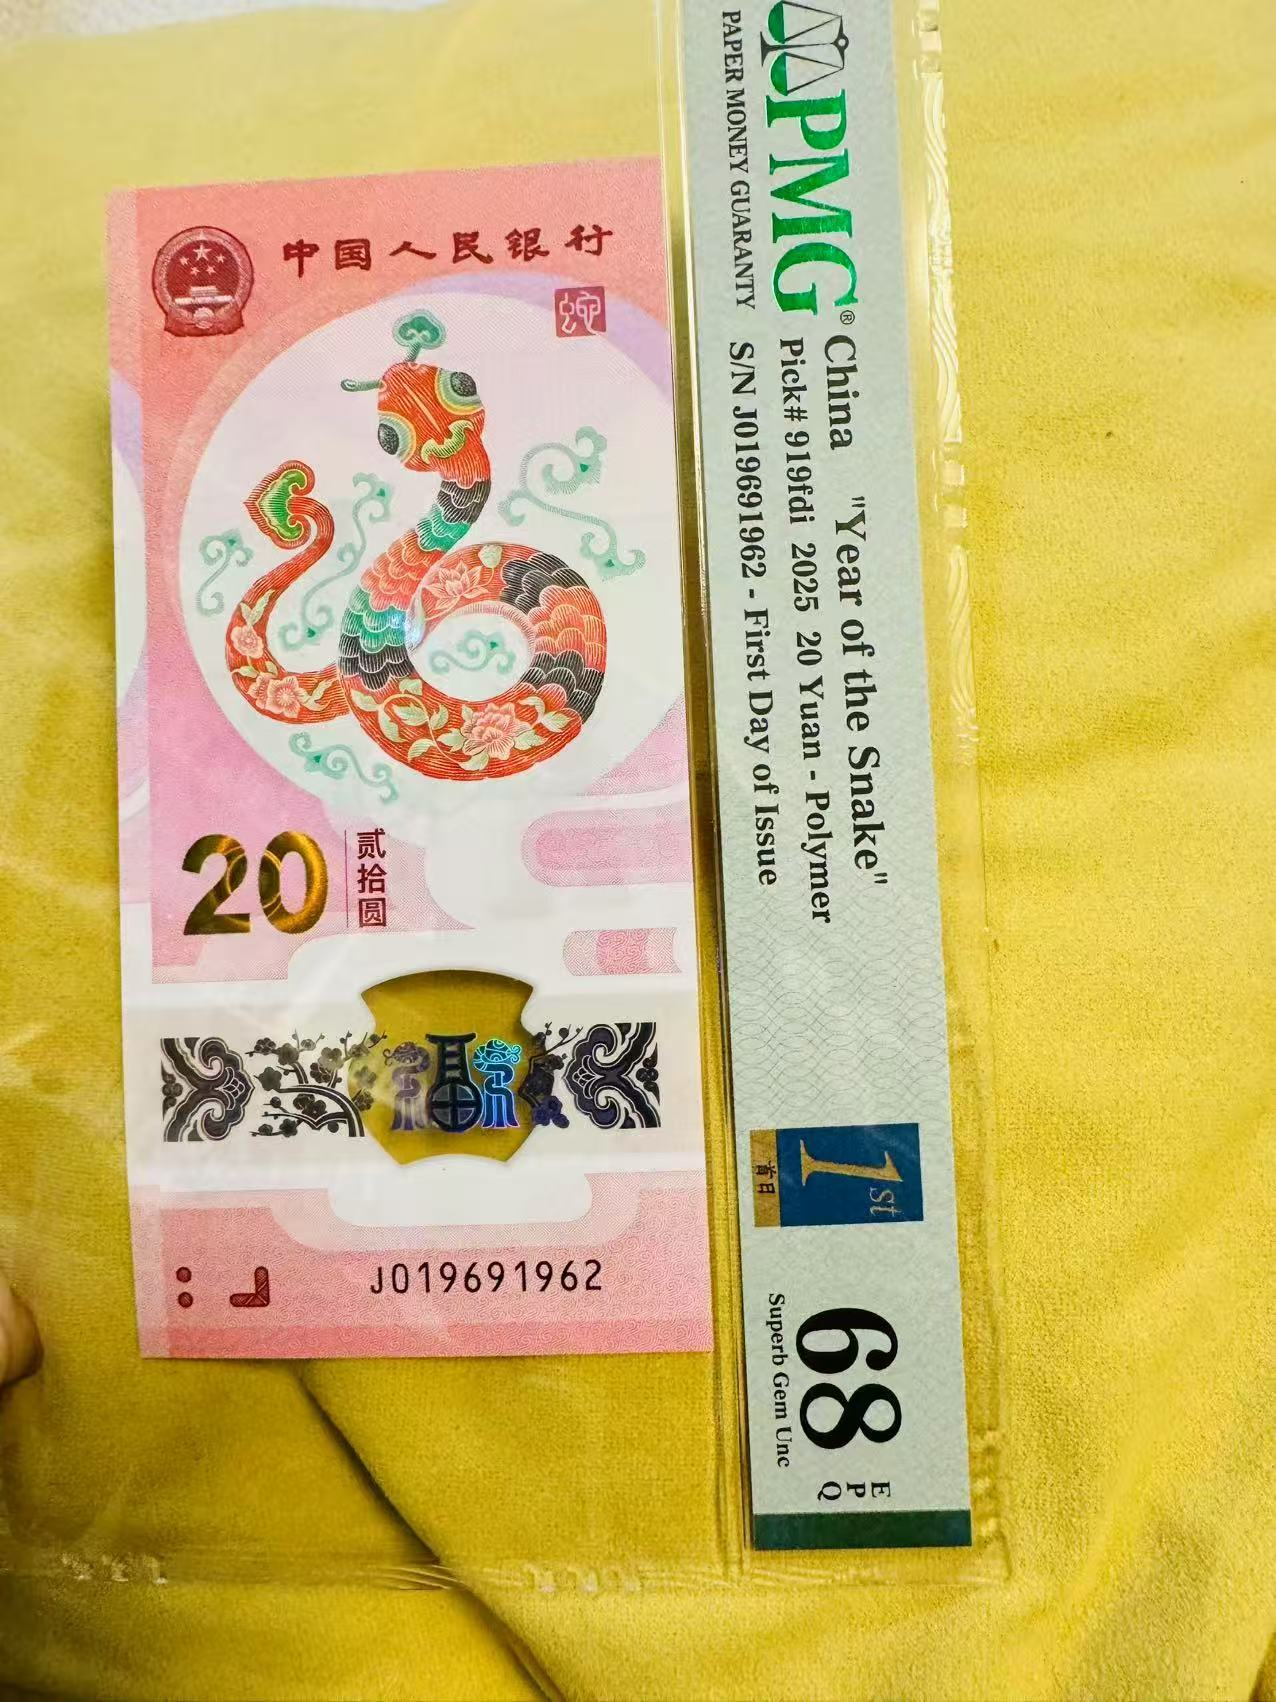 中国人民银行
蛇
20
贰拾圆
福
J019691962
PMG®
PAPER MONEY GUARANTY
China "Year of the Snake"
Pick# 919fdi 2025 20 Yuan - Polymer
S/N J019691962 - First Day of Issue
1st
首日
68 EPQ
Superb Gem Unc